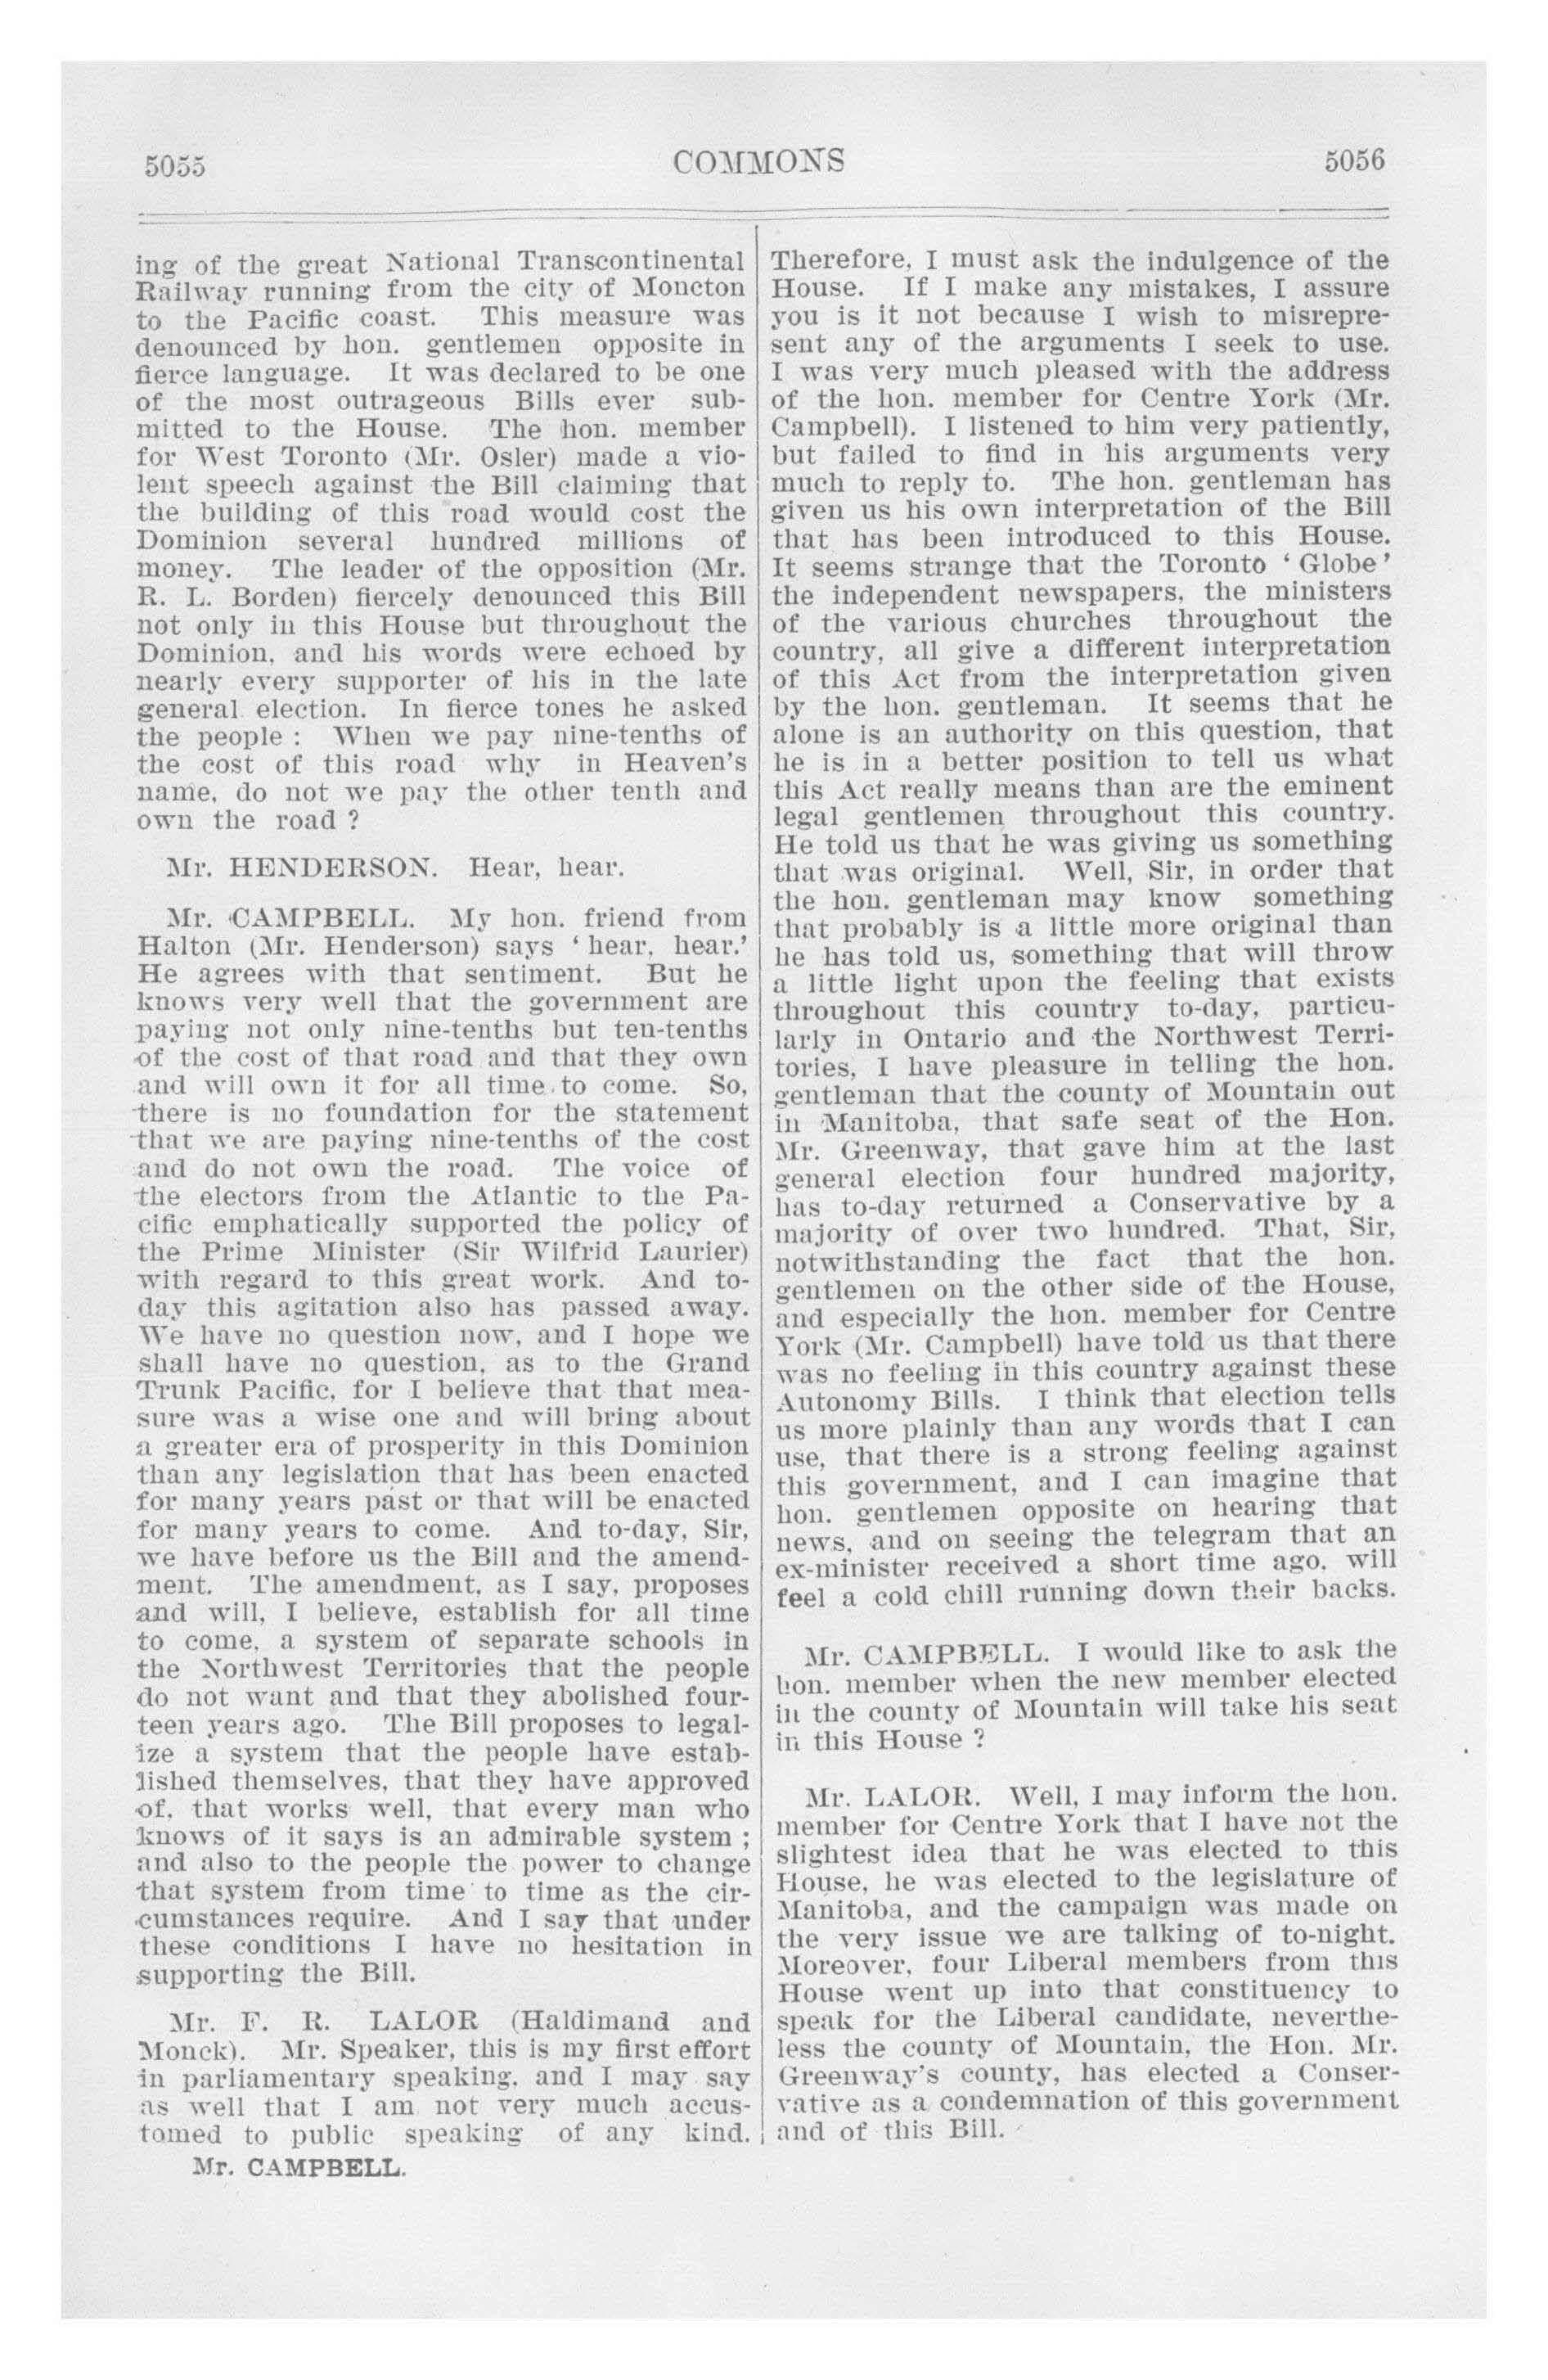 5055
COMMONS
5056
ing of the great National Transcontinental
Railway running from the city of Moncton
to the Pacific coast. This measure was
denounced by hon. gentlemen opposite in
fierce language. It was declared to be one
of the most outrageous Bills ever sub-
mitted to the House. The hon. member
for West Toronto (Mr. Osler) made a vio-
lent speech against the Bill claiming that
the building of this road would cost the
Dominion several hundred millions of
money. The leader of the opposition (Mr.
R. L. Borden) fiercely denounced this Bill
not only in this House but throughout the
Dominion, and his words were echoed by
nearly every supporter of his in the late
general election. In fierce tones he asked
the people : When we pay nine-tenths of
the cost of this road why in Heaven's
name, do not we pay the other tenth and
own the road ?
Mr. HENDERSON. Hear, hear.
Mr. CAMPBELL. My hon. friend from
Halton (Mr. Henderson) says ' hear, hear.'
He agrees with that sentiment. But he
knows very well that the government are
paying not only nine-tenths but ten-tenths
of the cost of that road and that they own
and will own it for all time to come. So,
there is no foundation for the statement
that we are paying nine-tenths of the cost
and do not own the road. The voice of
the electors from the Atlantic to the Pa-
cific emphatically supported the policy of
the Prime Minister (Sir Wilfrid Laurier)
with regard to this great work. And to-
day this agitation also has passed away.
We have no question now, and I hope we
shall have no question, as to the Grand
Trunk Pacific, for I believe that that mea-
sure was a wise one and will bring about
a greater era of prosperity in this Dominion
than any legislation that has been enacted
for many years past or that will be enacted
for many years to come. And to-day, Sir,
we have before us the Bill and the amend-
ment. The amendment, as I say, proposes
and will, I believe, establish for all time
to come, a system of separate schools in
the Northwest Territories that the people
do not want and that they abolished four-
teen years ago. The Bill proposes to legal-
ize a system that the people have estab-
lished themselves, that they have approved
of, that works well, that every man who
knows of it says is an admirable system ;
and also to the people the power to change
that system from time to time as the cir-
cumstances require. And I say that under
these conditions I have no hesitation in
supporting the Bill.
Mr. F. R. LALOR (Haldimand and
Monck). Mr. Speaker, this is my first effort
in parliamentary speaking, and I may say
as well that I am not very much accus-
tomed to public speaking of any kind.
Mr. CAMPBELL.
Therefore, I must ask the indulgence of the
House. If I make any mistakes, I assure
you is it not because I wish to misrepre-
sent any of the arguments I seek to use.
I was very much pleased with the address
of the hon. member for Centre York (Mr.
Campbell). I listened to him very patiently,
but failed to find in his arguments very
much to reply to. The hon. gentleman has
given us his own interpretation of the Bill
that has been introduced to this House.
It seems strange that the Toronto ' Globe'
the independent newspapers, the ministers
of the various churches throughout the
country, all give a different interpretation
of this Act from the interpretation given
by the hon. gentleman. It seems that he
alone is an authority on this question, that
he is in a better position to tell us what
this Act really means than are the eminent
legal gentlemen throughout this country.
He told us that he was giving us something
that was original. Well, Sir, in order that
the hon. gentleman may know something
that probably is a little more original than
he has told us, something that will throw
a little light upon the feeling that exists
throughout this country to-day, particu-
larly in Ontario and the Northwest Terri-
tories, I have pleasure in telling the hon.
gentleman that the county of Mountain out
in Manitoba, that safe seat of the Hon.
Mr. Greenway, that gave him at the last
general election four hundred majority,
has to-day returned a Conservative by a
majority of over two hundred. That, Sir,
notwithstanding the fact that the hon.
gentlemen on the other side of the House,
and especially the hon. member for Centre
York (Mr. Campbell) have told us that there
was no feeling in this country against these
Autonomy Bills. I think that election tells
us more plainly than any words that I can
use, that there is a strong feeling against
this government, and I can imagine that
hon. gentlemen opposite on hearing that
news, and on seeing the telegram that an
ex-minister received a short time ago, will
feel a cold chill running down their backs.
Mr. CAMPBELL. I would like to ask the
hon. member when the new member elected
in the county of Mountain will take his seat
in this House ?
Mr. LALOR. Well, I may inform the hon.
member for Centre York that I have not the
slightest idea that he was elected to this
House, he was elected to the legislature of
Manitoba, and the campaign was made on
the very issue we are talking of to-night.
Moreover, four Liberal members from this
House went up into that constituency to
speak for the Liberal candidate, neverthe-
less the county of Mountain, the Hon. Mr.
Greenway's county, has elected a Conser-
vative as a condemnation of this government
and of this Bill.